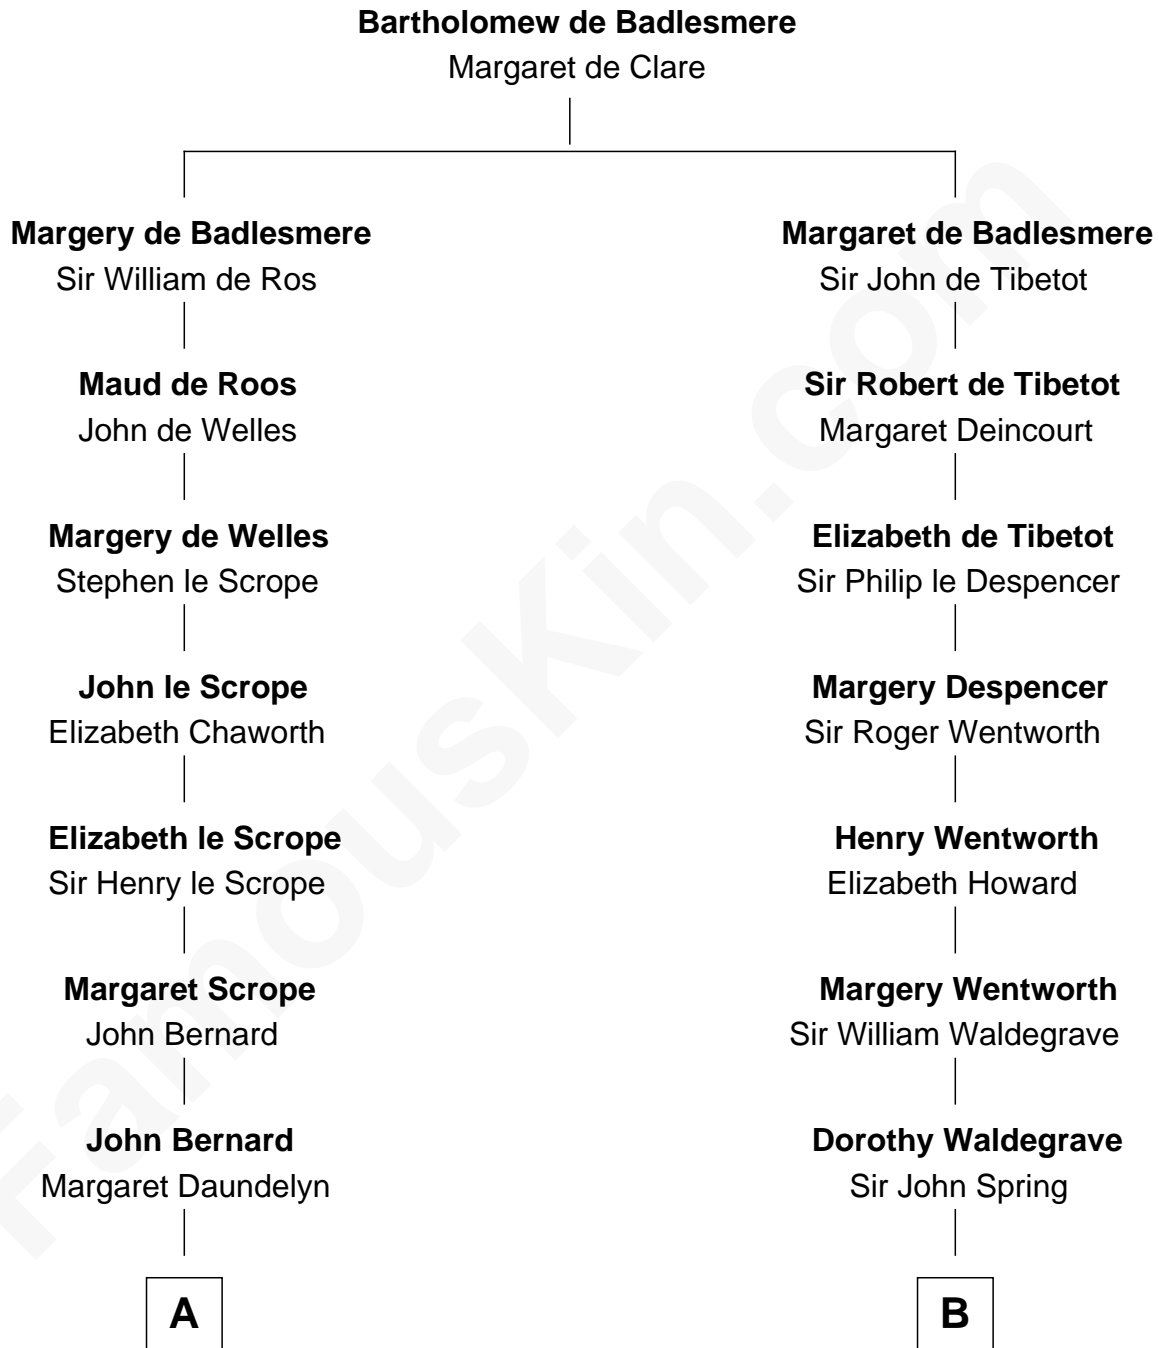 Bartholomew de Badlesmere
Margaret de Clare
Margery de Badlesmere
Sir William de Ros
Margaret de Badlesmere
Sir John de Tibetot
Maud de Roos
John de Welles
Sir Robert de Tibetot
Margaret Deincourt
Margery de Welles
Stephen le Scrope
Elizabeth de Tibetot
Sir Philip le Despencer
John le Scrope
Elizabeth Chaworth
Margery Despencer
Sir Roger Wentworth
Elizabeth le Scrope
Sir Henry le Scrope
Henry Wentworth
Elizabeth Howard
Margaret Scrope
John Bernard
Margery Wentworth
Sir William Waldegrave
John Bernard
Margaret Daundelyn
Dorothy Waldegrave
Sir John Spring
A
B
FamousKin.com